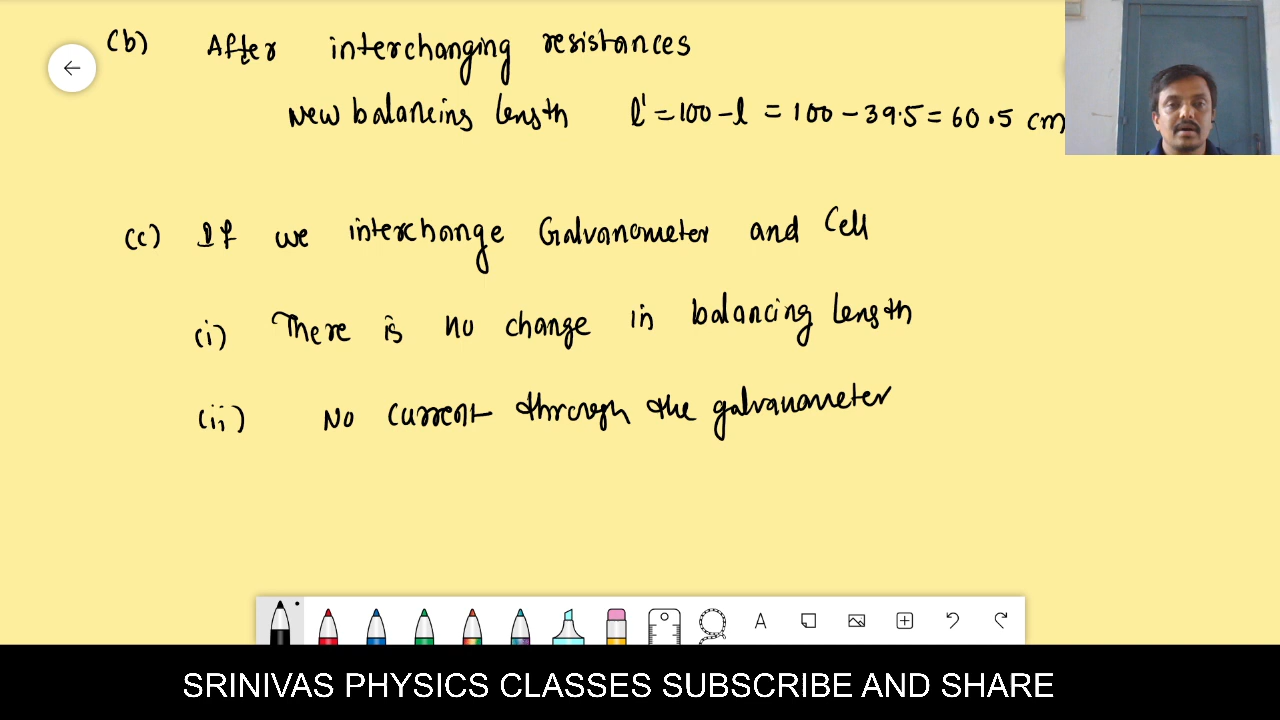 (b) After interchanging resistances
New balancing length l' = 100 - l = 100 - 39.5 = 60.5 cm
(c) If we interchange Galvanometer and Cell
(i) There is no change in balancing length
(ii) No current through the galvanometer
A
SRINIVAS PHYSICS CLASSES SUBSCRIBE AND SHARE